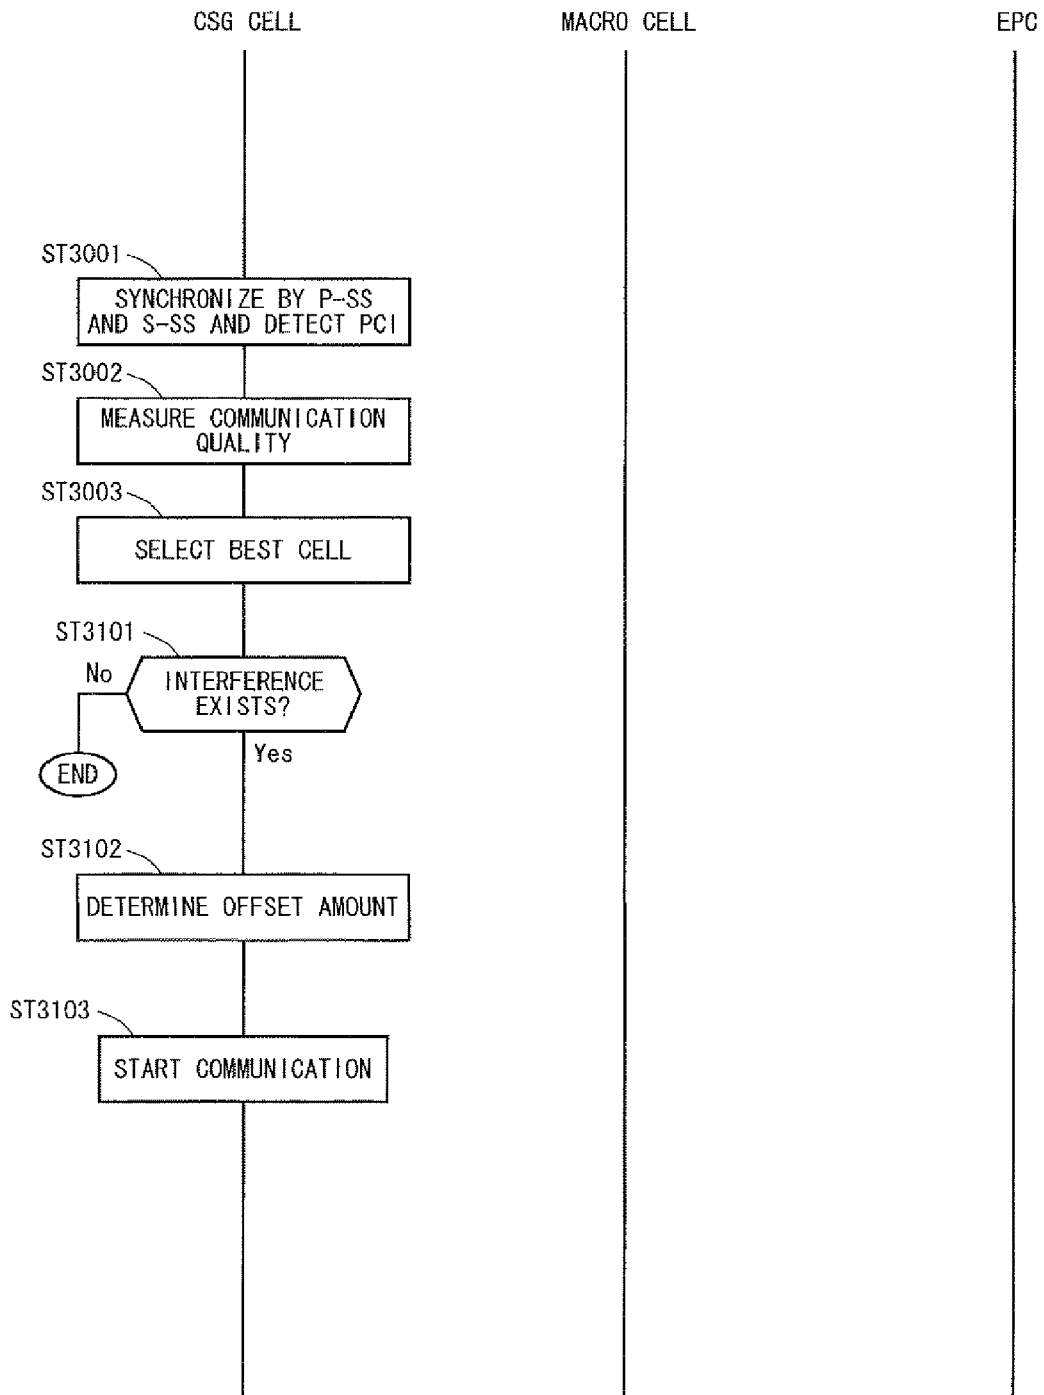 CSG CELL
MACRO CELL
EPC
ST3001
SYNCHRONIZE BY P-SS
AND S-SS AND DETECT PCI
ST3002
MEASURE COMMUNICATION
QUALITY
ST3003
SELECT BEST CELL
ST3101
No
INTERFERENCE
EXISTS?
Yes
END
ST3102
DETERMINE OFFSET AMOUNT
ST3103
START COMMUNICATION